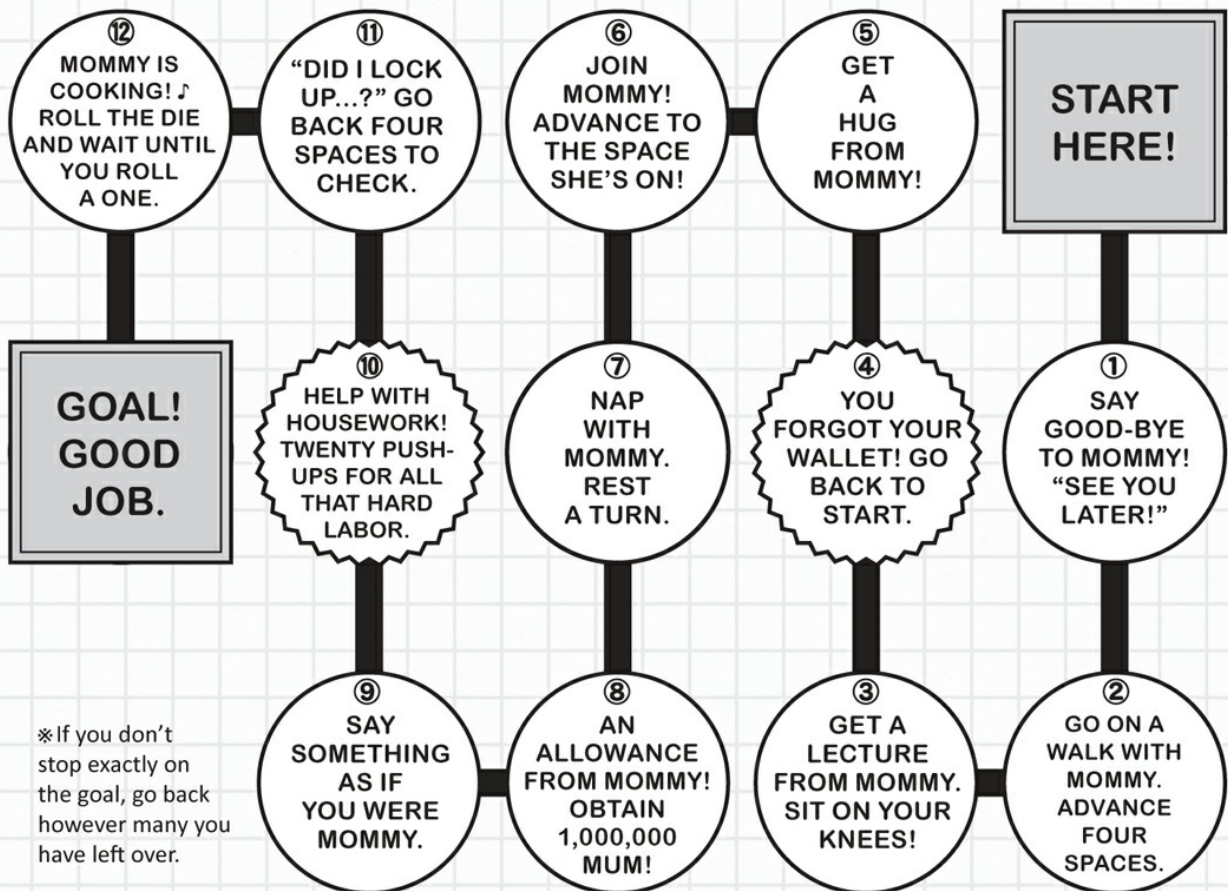 START
HERE!
①
SAY
GOOD-BYE
TO MOMMY!
“SEE YOU
LATER!”
②
GO ON A
WALK WITH
MOMMY.
ADVANCE
FOUR
SPACES.
③
GET A
LECTURE
FROM MOMMY.
SIT ON YOUR
KNEES!
④
YOU
FORGOT YOUR
WALLET! GO
BACK TO
START.
⑤
GET
A
HUG
FROM
MOMMY!
⑥
JOIN
MOMMY!
ADVANCE TO
THE SPACE
SHE’S ON!
⑦
NAP
WITH
MOMMY.
REST
A TURN.
⑧
AN
ALLOWANCE
FROM MOMMY!
OBTAIN
1,000,000
MUM!
⑨
SAY
SOMETHING
AS IF
YOU WERE
MOMMY.
⑩
HELP WITH
HOUSEWORK!
TWENTY PUSH-
UPS FOR ALL
THAT HARD
LABOR.
⑪
“DID I LOCK
UP...?” GO
BACK FOUR
SPACES TO
CHECK.
⑫
MOMMY IS
COOKING! ♪
ROLL THE DIE
AND WAIT UNTIL
YOU ROLL
A ONE.
GOAL!
GOOD
JOB.
※If you don’t
stop exactly on
the goal, go back
however many you
have left over.